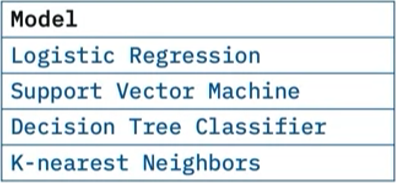 Model
Logistic Regression
Support Vector Machine
Decision Tree Classifier
K-nearest Neighbors